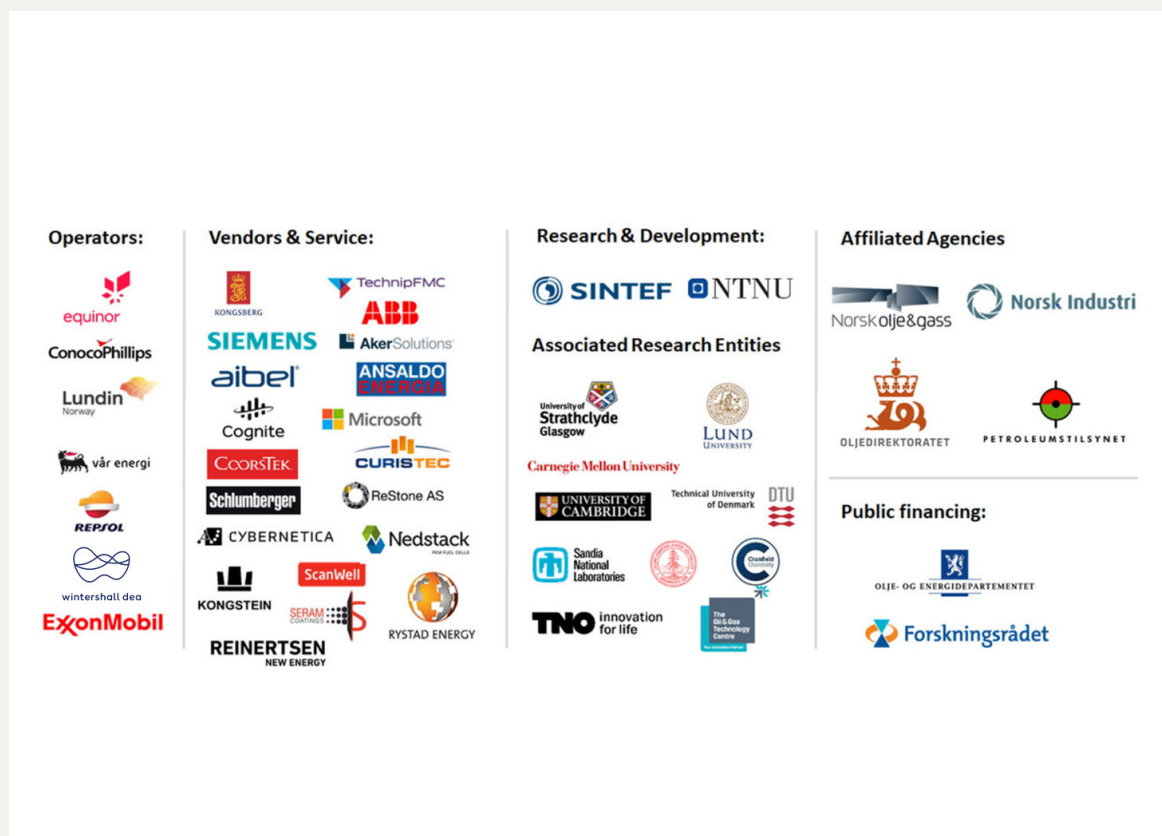 Operators:
equinor
ConocoPhillips
Lundin
Norway
vår energi
REPSOL
wintershall dea
ExxonMobil
Vendors & Service:
KONGSBERG
TechnipFMC
ABB
SIEMENS
AkerSolutions
aibel
ANSALDO
ENERGIA
Cognite
Microsoft
COORSTEK
CURISTEC
Schlumberger
ReStone AS
CYBERNETICA
Nedstack
PEM FUEL CELLS
KONGSTEIN
ScanWell
SERAM
COATINGS
RYSTAD ENERGY
REINERTSEN
NEW ENERGY
Research & Development:
SINTEF
NTNU
Associated Research Entities
University of
Strathclyde
Glasgow
LUND
UNIVERSITY
Carnegie Mellon University
UNIVERSITY OF
CAMBRIDGE
Technical University
of Denmark
DTU
Sandia
National
Laboratories
Cranfield
University
TNO innovation
for life
The
Oil & Gas
Technology
Centre
Affiliated Agencies
Norsk olje&gass
Norsk Industri
OLJEDIREKTORATET
PETROLEUMSTILSYNET
Public financing:
OLJE- OG ENERGIDEPARTEMENTET
Forskningsrådet